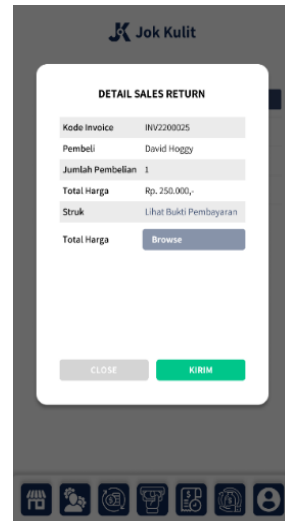 JK Jok Kulit
DETAIL SALES RETURN
Kode Invoice INV2200025
Pembeli David Hoggy
Jumlah Pembelian 1
Total Harga Rp. 250.000,-
Struk Lihat Bukti Pembayaran
Total Harga Browse
CLOSE KIRIM